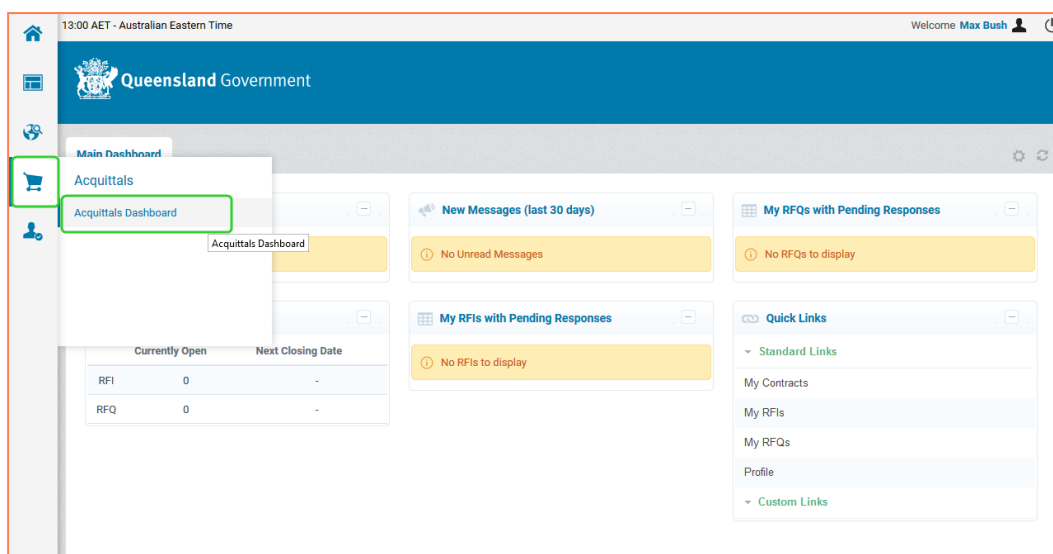 13:00 AET - Australian Eastern Time
Welcome Max Bush
Queensland Government
Main Dashboard
Acquittals
Acquittals Dashboard
Acquittals Dashboard
New Messages (last 30 days)
No Unread Messages
My RFQs with Pending Responses
No RFQs to display
Currently Open Next Closing Date
RFI 0 -
RFQ 0 -
My RFIs with Pending Responses
No RFIs to display
Quick Links
Standard Links
My Contracts
My RFIs
My RFQs
Profile
Custom Links